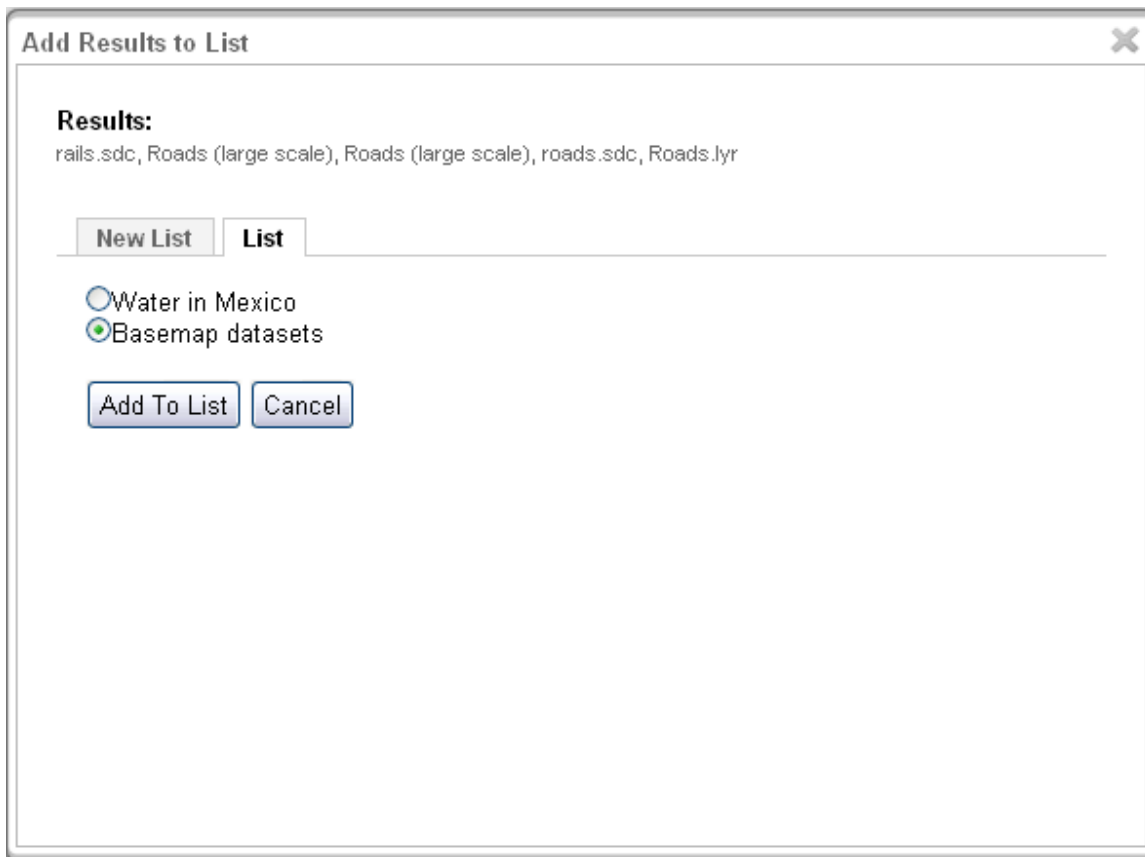 Add Results to List
Results:
rails.sdc, Roads (large scale), Roads (large scale), roads.sdc, Roads.lyr
New List List
Water in Mexico
Basemap datasets
Add To List Cancel